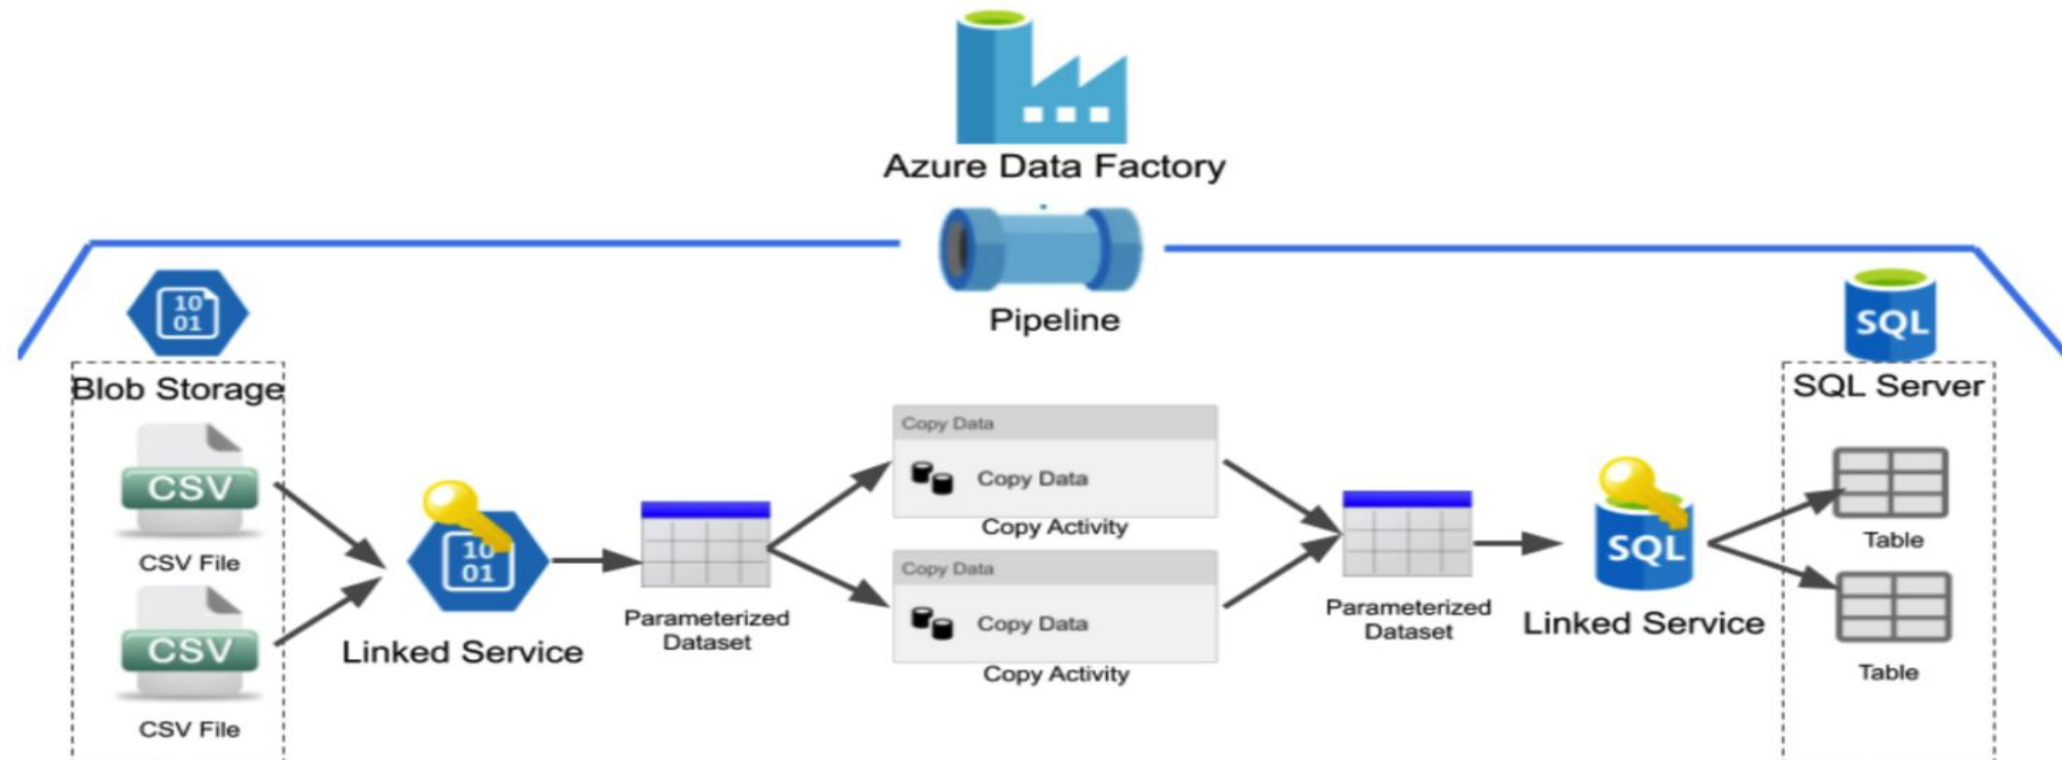 Azure Data Factory
Pipeline
10
01
Blob Storage
CSV
CSV File
CSV
CSV File
10
01
Linked Service
Parameterized
Dataset
Copy Data
Copy Data
Copy Activity
Copy Data
Copy Data
Copy Activity
Parameterized
Dataset
SQL
Linked Service
SQL
SQL Server
Table
Table